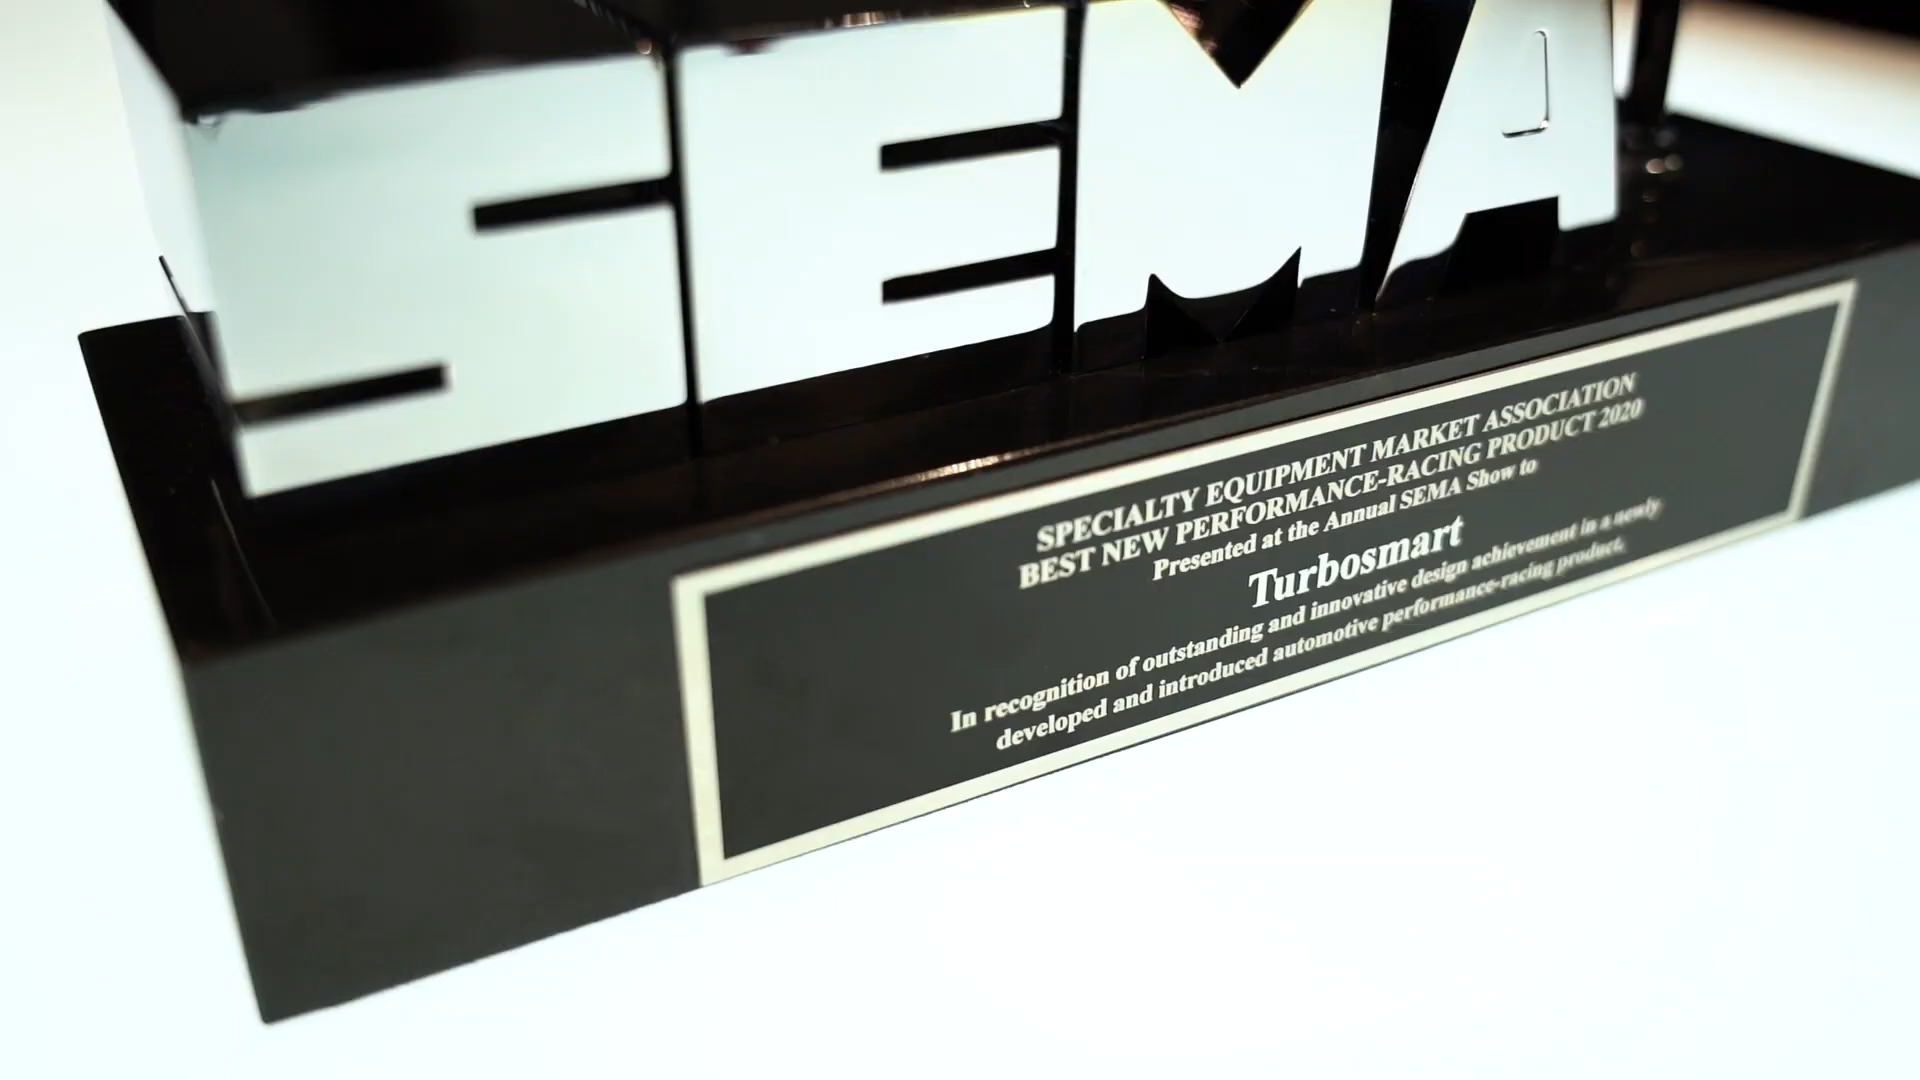 SEMA
SPECIALTY EQUIPMENT MARKET ASSOCIATION
BEST NEW PERFORMANCE-RACING PRODUCT 2020
Presented at the Annual SEMA Show to
Turbosmart
In recognition of outstanding and innovative design achievement in a newly
developed and introduced automotive performance-racing product.